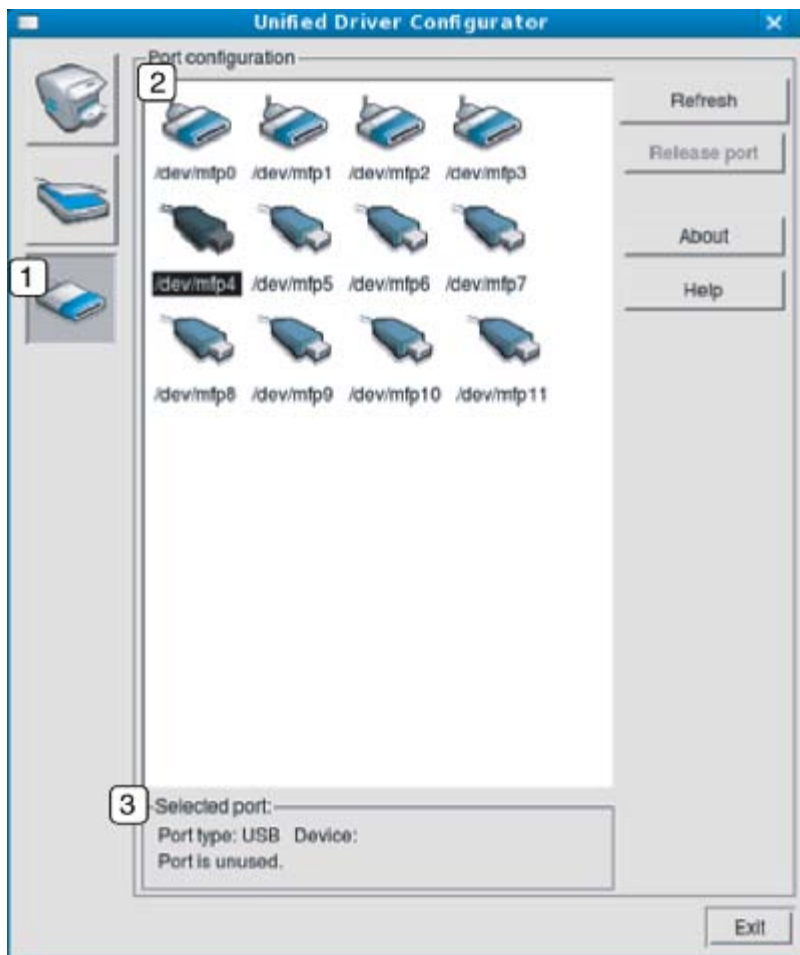 Unified Driver Configurator
Port configuration
2
Refresh
/dev/mfp0 /dev/mfp1 /dev/mfp2 /dev/mfp3
Release port
About
1
/dev/mfp4 /dev/mfp5 /dev/mfp6 /dev/mfp7
Help
/dev/mfp8 /dev/mfp9 /dev/mfp10 /dev/mfp11
3
Selected port:
Port type: USB Device:
Port is unused.
Exit